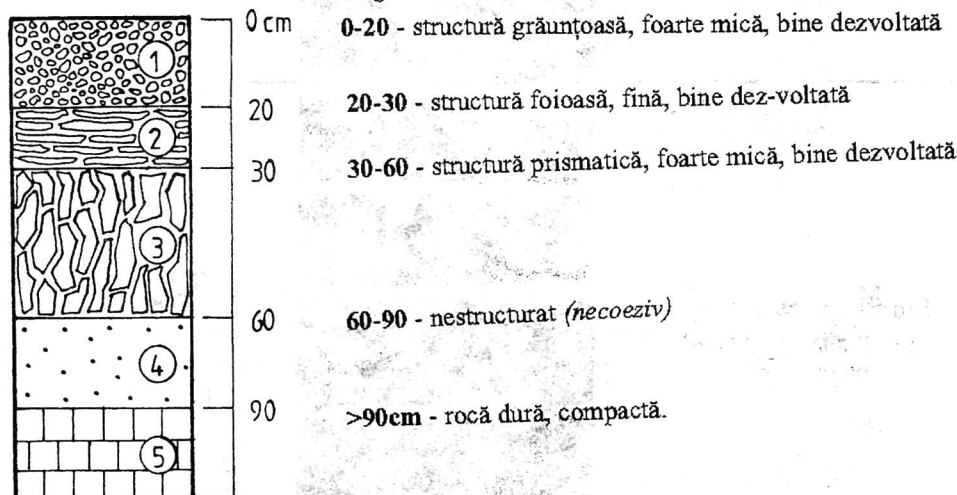 0 cm
0-20 - structură grăunțoasă, foarte mică, bine dezvoltată
1
20
20-30 - structură foioasă, fină, bine dez-voltată
2
30
30-60 - structură prismatică, foarte mică, bine dezvoltată
3
60
60-90 - nestructurat (necoeziv)
4
90
>90cm - rocă dură, compactă.
5